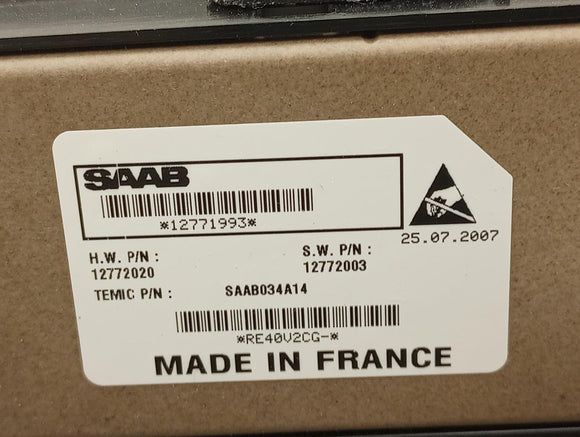 SAAB
*12771993*
25.07.2007
H.W. P/N : S.W. P/N :
12772020 12772003
TEMIC P/N : SAAB034A14
*RE40V2CG-*
MADE IN FRANCE